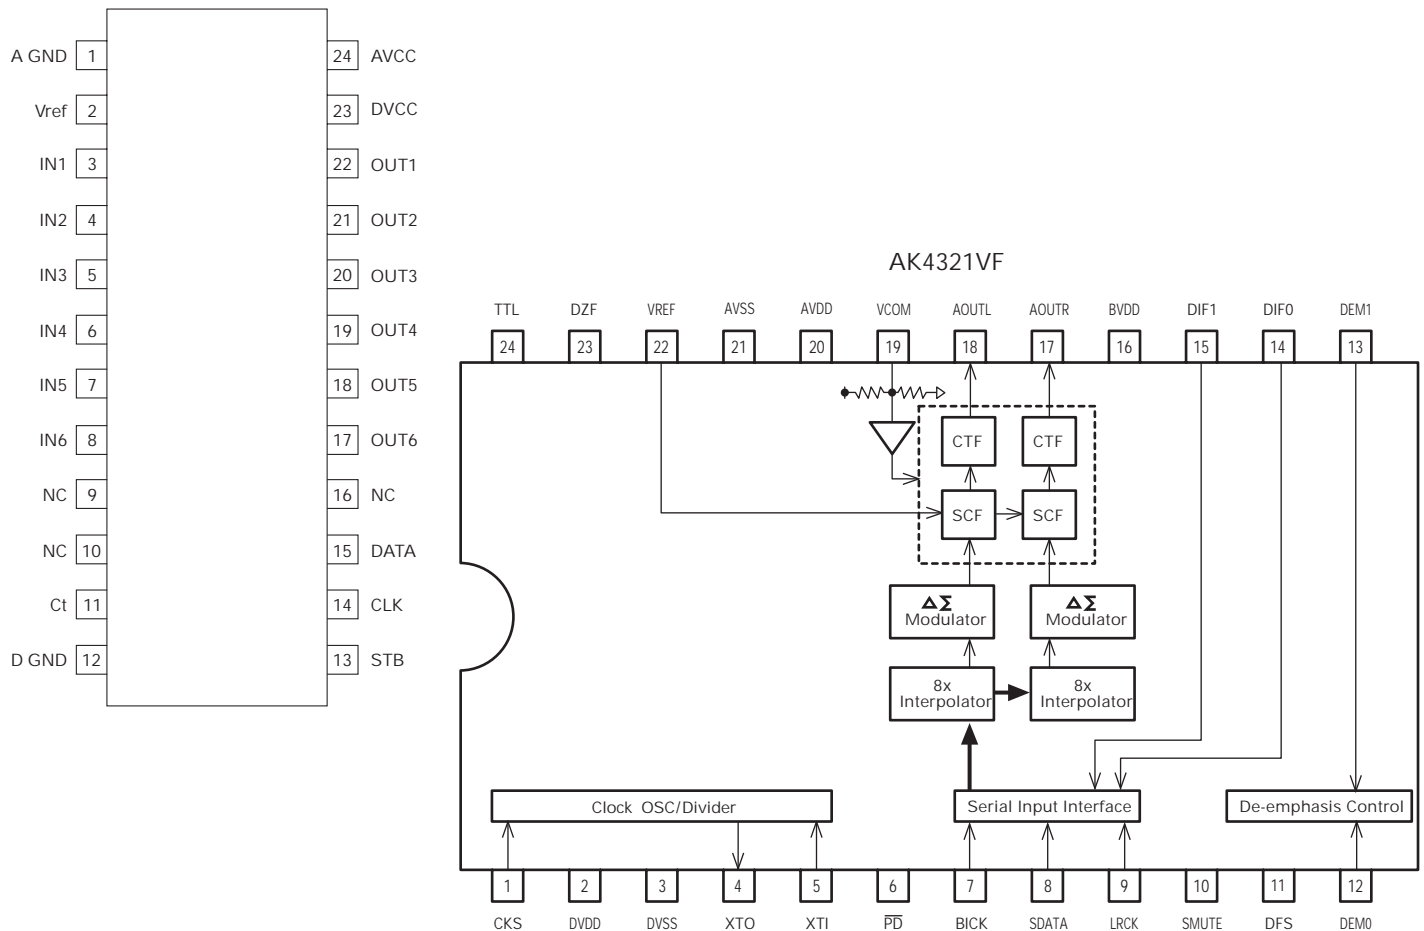 A GND 1 24 AVCC
Vref 2 23 DVCC
IN1 3 22 OUT1
IN2 4 21 OUT2
IN3 5 20 OUT3
IN4 6 19 OUT4
IN5 7 18 OUT5
IN6 8 17 OUT6
NC 9 16 NC
NC 10 15 DATA
Ct 11 14 CLK
D GND 12 13 STB
AK4321VF
TTL DZF VREF AVSS AVDD VCOM AOUTL AOUTR BVDD DIF1 DIF0 DEM1
24 23 22 21 20 19 18 17 16 15 14 13
CTF CTF
SCF SCF
ΔΣ ΔΣ
Modulator Modulator
8x 8x
Interpolator Interpolator
Clock OSC/Divider Serial Input Interface De-emphasis Control
1 2 3 4 5 6 7 8 9 10 11 12
CKS DVDD DVSS XTO XTI P̅D̅ BICK SDATA LRCK SMUTE DFS DEM0